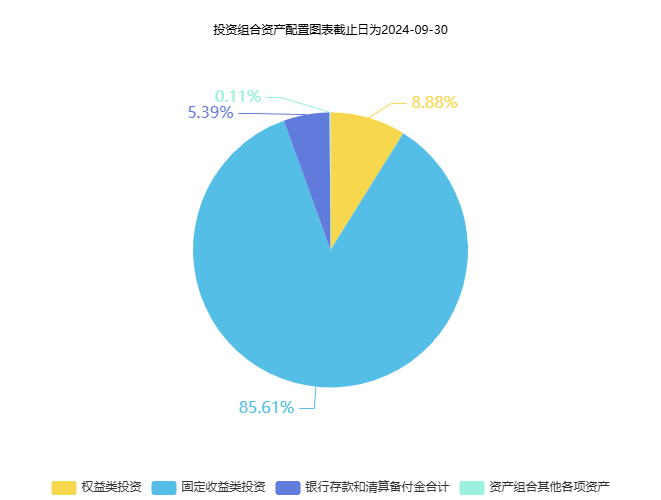 投资组合资产配置图表截止日为2024-09-30
0.11%
8.88%
5.39%
85.61%
权益类投资 固定收益类投资 银行存款和清算备付金合计 资产组合其他各项资产